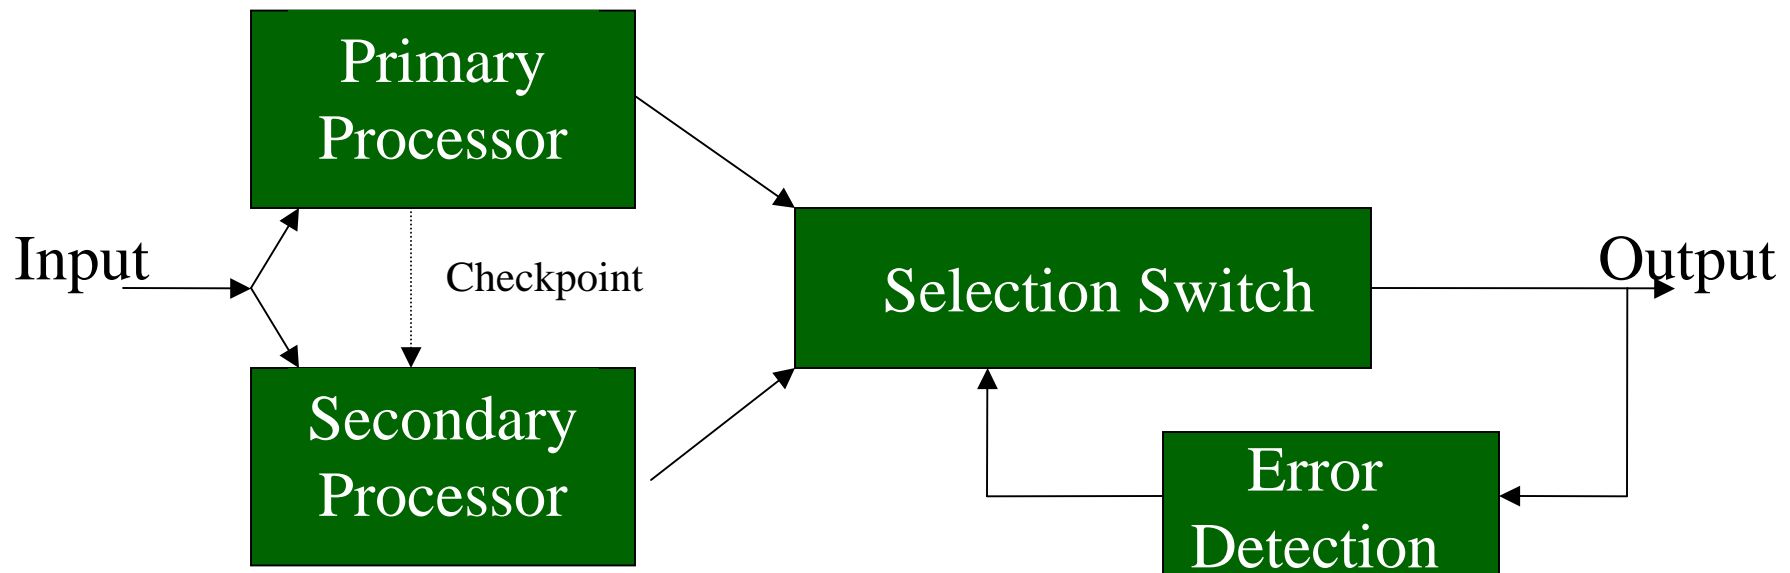 Primary
Processor
Input
Checkpoint
Selection Switch
Output
Secondary
Processor
Error
Detection